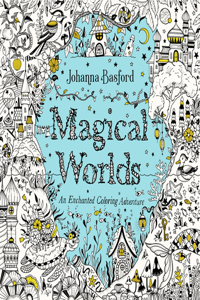 Johanna Basford
Magical
Worlds
An Enchanted Coloring Adventure